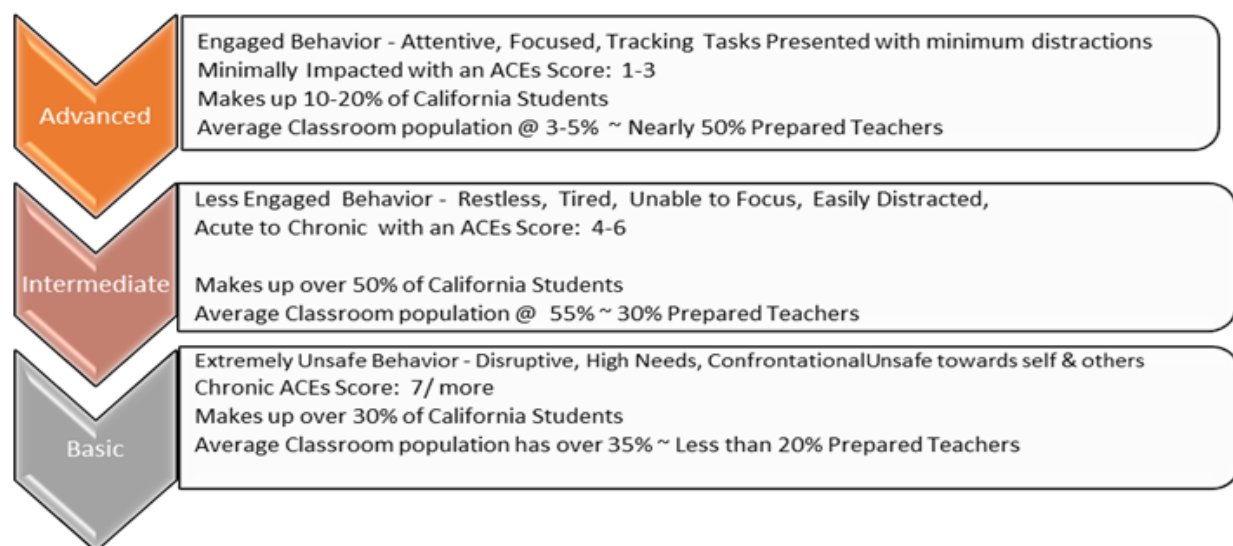 Advanced
Engaged Behavior - Attentive, Focused, Tracking Tasks Presented with minimum distractions
Minimally Impacted with an ACEs Score: 1-3
Makes up 10-20% of California Students
Average Classroom population @ 3-5% ~ Nearly 50% Prepared Teachers
Intermediate
Less Engaged Behavior - Restless, Tired, Unable to Focus, Easily Distracted,
Acute to Chronic with an ACEs Score: 4-6
Makes up over 50% of California Students
Average Classroom population @ 55% ~ 30% Prepared Teachers
Basic
Extremely Unsafe Behavior - Disruptive, High Needs, ConfrontationalUnsafe towards self & others
Chronic ACEs Score: 7/ more
Makes up over 30% of California Students
Average Classroom population has over 35% ~ Less than 20% Prepared Teachers